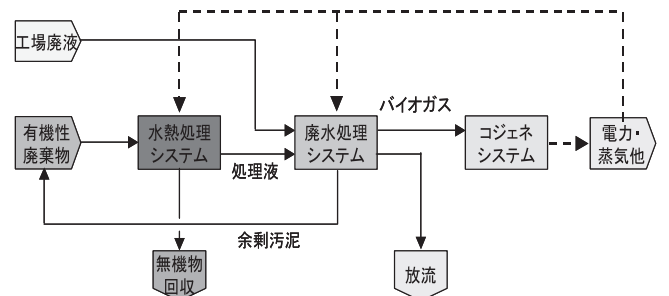 工場廃液
バイオガス
有機性
廃棄物
水熱処理
システム
廃水処理
システム
コジェネ
システム
電力・
蒸気他
処理液
余剰汚泥
無機物
回収
放流